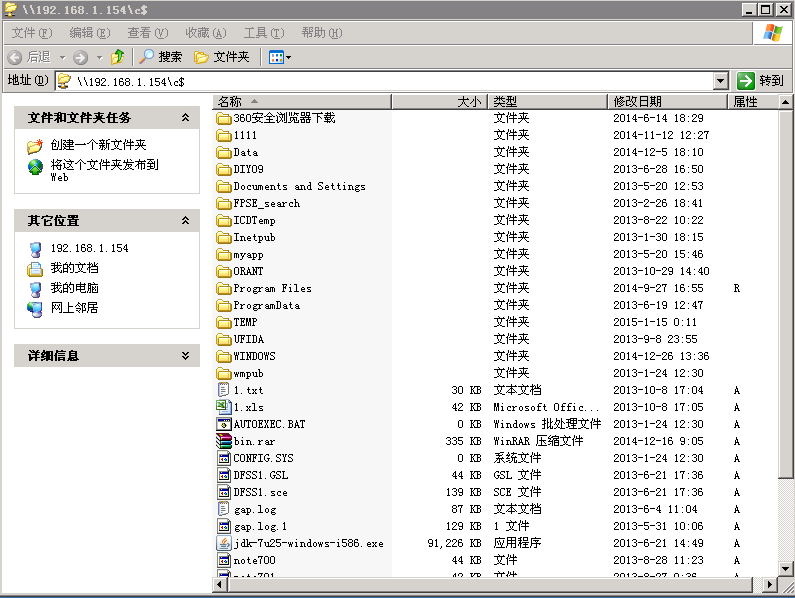 \\192.168.1.154\c$
文件(F) 编辑(E) 查看(V) 收藏(A) 工具(T) 帮助(H)
后退 搜索 文件夹
地址(D) \\192.168.1.154\c$ 转到
文件和文件夹任务
创建一个新文件夹
将这个文件夹发布到
Web
其它位置
192.168.1.154
我的文档
我的电脑
网上邻居
详细信息
名称 大小 类型 修改日期 属性
360安全浏览器下载 文件夹 2014-6-14 18:29
1111 文件夹 2014-11-12 12:27
Data 文件夹 2014-12-5 18:10
DIY09 文件夹 2013-6-28 16:50
Documents and Settings 文件夹 2013-5-20 12:53
FPSE_search 文件夹 2013-2-26 18:41
ICDTemp 文件夹 2013-8-22 10:22
Inetpub 文件夹 2013-1-30 18:15
myapp 文件夹 2013-5-20 15:46
ORANT 文件夹 2013-10-29 14:40
Program Files 文件夹 2014-9-27 16:55 R
ProgramData 文件夹 2013-6-19 12:47
TEMP 文件夹 2015-1-15 0:11
UFIDA 文件夹 2013-9-8 23:55
WINDOWS 文件夹 2014-12-26 13:36
wmpub 文件夹 2013-1-24 12:30
1.txt 30 KB 文本文档 2013-10-8 17:04 A
1.xls 42 KB Microsoft Offic... 2013-10-8 17:05 A
AUTOEXEC.BAT 0 KB Windows 批处理文件 2013-1-24 12:30 A
bin.rar 335 KB WinRAR 压缩文件 2014-12-16 9:05 A
CONFIG.SYS 0 KB 系统文件 2013-1-24 12:30 A
DFSS1.GSL 44 KB GSL 文件 2013-6-21 17:36 A
DFSS1.sce 139 KB SCE 文件 2013-6-21 17:36 A
gap.log 87 KB 文本文档 2013-6-4 11:04 A
gap.log.1 129 KB 1 文件 2013-5-31 10:06 A
jdk-7u25-windows-i586.exe 91,226 KB 应用程序 2013-6-21 14:49 A
note700 44 KB 文件 2013-8-28 11:23 A
note701 42 KB 文件 2013-8-27 9:36 A